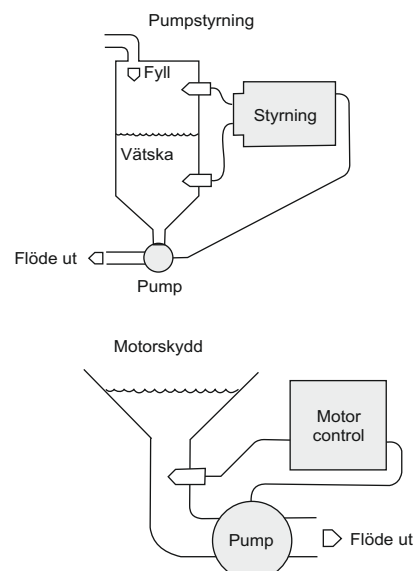 Pumpstyrning
Fyll
Styrning
Vätska
Flöde ut
Pump
Motorskydd
Motor
control
Pump
Flöde ut